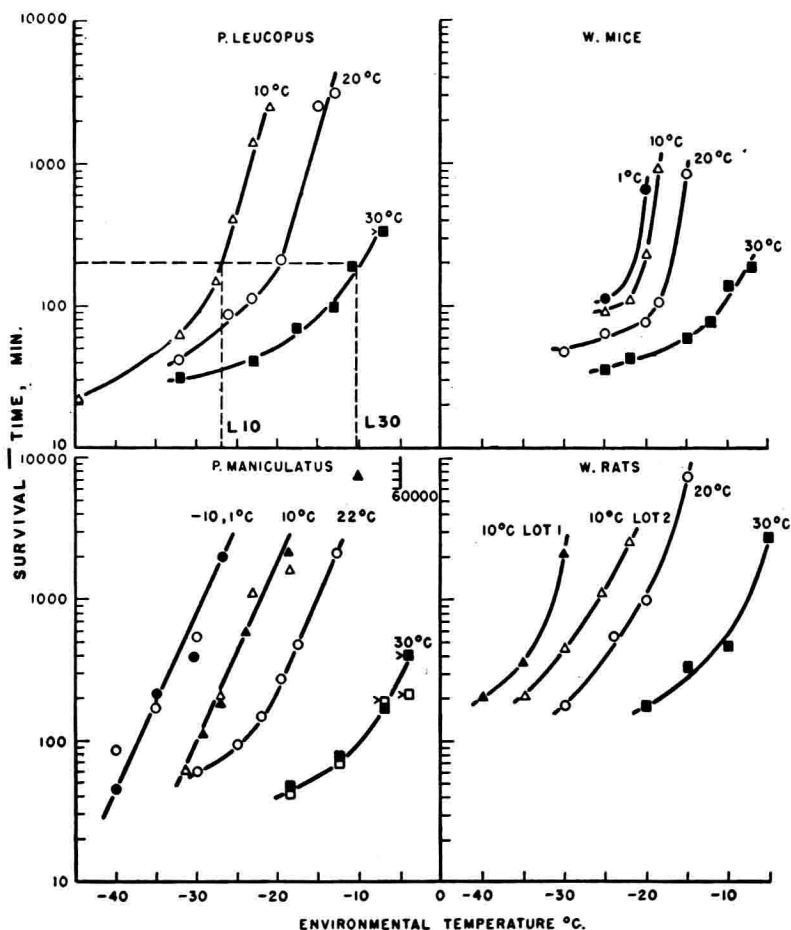 10000
P. LEUCOPUS
W. MICE
10°C
20°C
1000
1°C
10°C
20°C
30°C
30°C
100
L10
L30
10
SURVIVAL — TIME, MIN.
10000
P. MANICULATUS
60000
W. RATS
20°C
-10, 1°C
10°C
22°C
10°C LOT 1
10°C LOT 2
30°C
1000
30°C
100
10
-40 -30 -20 -10 0 -40 -30 -20 -10
ENVIRONMENTAL TEMPERATURE °C.